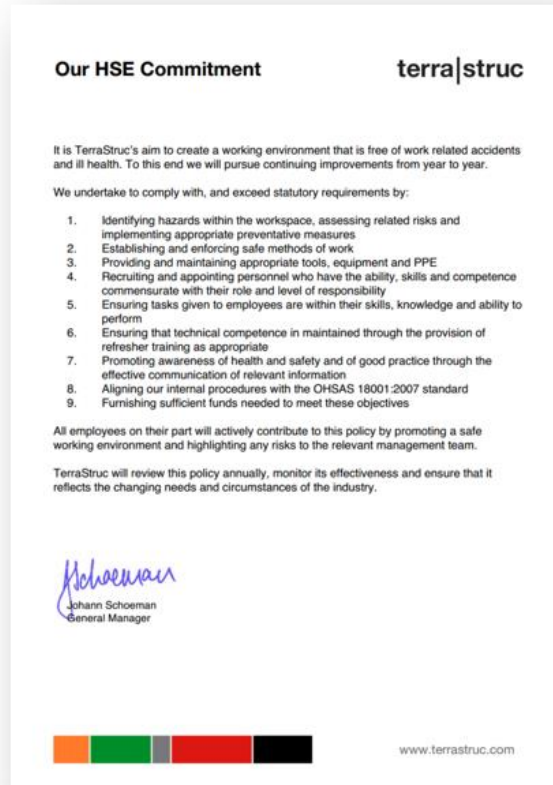 Our HSE Commitment
terra|struc
It is TerraStruc's aim to create a working environment that is free of work related accidents
and ill health. To this end we will pursue continuing improvements from year to year.
We undertake to comply with, and exceed statutory requirements by:
1. Identifying hazards within the workspace, assessing related risks and
implementing appropriate preventative measures
2. Establishing and enforcing safe methods of work
3. Providing and maintaining appropriate tools, equipment and PPE
4. Recruiting and appointing personnel who have the ability, skills and competence
commensurate with their role and level of responsibility
5. Ensuring tasks given to employees are within their skills, knowledge and ability to
perform
6. Ensuring that technical competence in maintained through the provision of
refresher training as appropriate
7. Promoting awareness of health and safety and of good practice through the
effective communication of relevant information
8. Aligning our internal procedures with the OHSAS 18001:2007 standard
9. Furnishing sufficient funds needed to meet these objectives
All employees on their part will actively contribute to this policy by promoting a safe
working environment and highlighting any risks to the relevant management team.
TerraStruc will review this policy annually, monitor its effectiveness and ensure that it
reflects the changing needs and circumstances of the industry.
JSchoeman
Johann Schoeman
General Manager
www.terrastruc.com